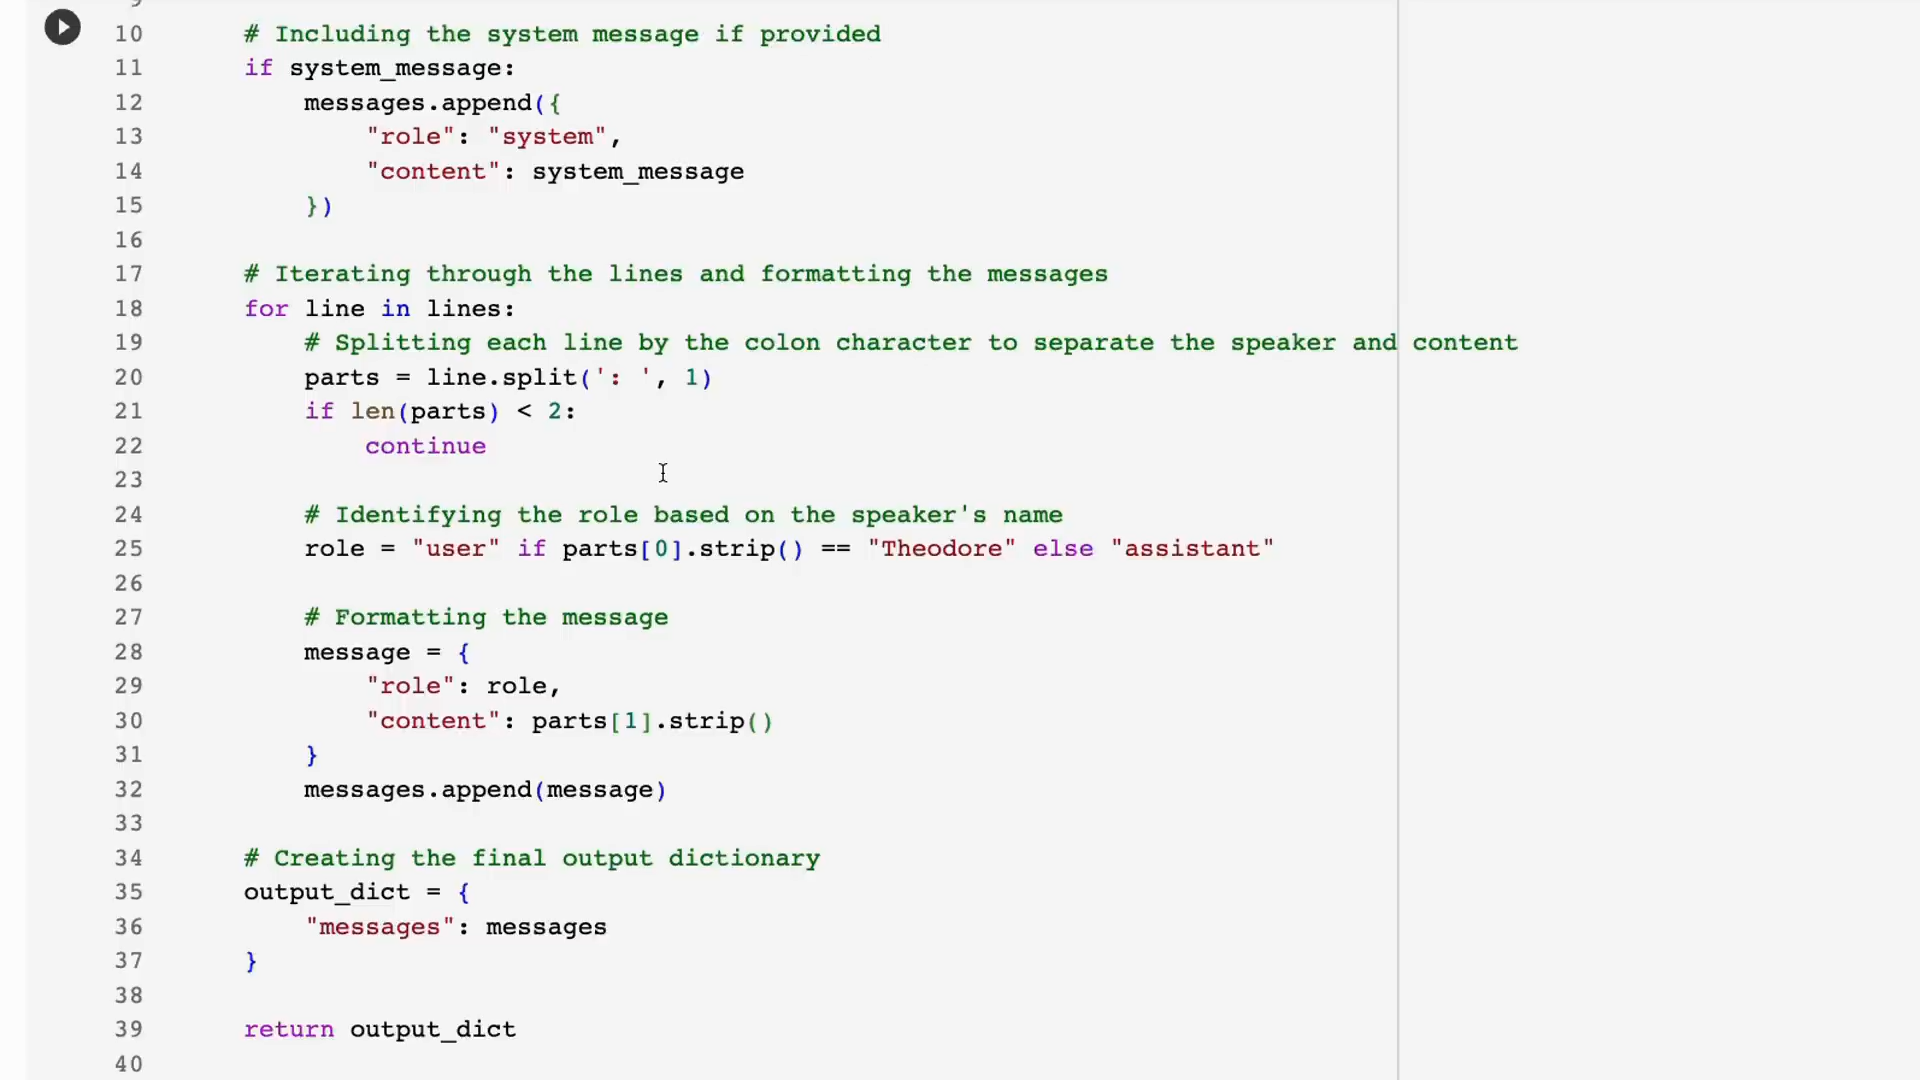 9
10 # Including the system message if provided
11 if system_message:
12 messages.append({
13 "role": "system",
14 "content": system_message
15 })
16
17 # Iterating through the lines and formatting the messages
18 for line in lines:
19 # Splitting each line by the colon character to separate the speaker and content
20 parts = line.split(': ', 1)
21 if len(parts) < 2:
22 continue
23
24 # Identifying the role based on the speaker's name
25 role = "user" if parts[0].strip() == "Theodore" else "assistant"
26
27 # Formatting the message
28 message = {
29 "role": role,
30 "content": parts[1].strip()
31 }
32 messages.append(message)
33
34 # Creating the final output dictionary
35 output_dict = {
36 "messages": messages
37 }
38
39 return output_dict
40